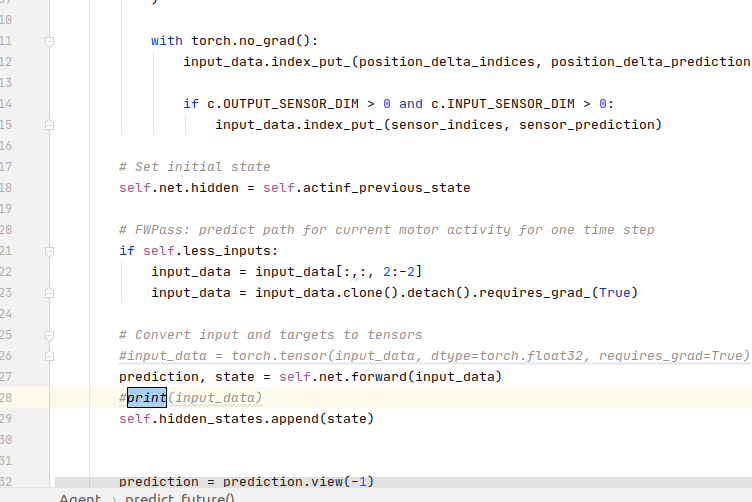 )
10
11 with torch.no_grad():
12 input_data.index_put_(position_delta_indices, position_delta_prediction
13
14 if c.OUTPUT_SENSOR_DIM > 0 and c.INPUT_SENSOR_DIM > 0:
15 input_data.index_put_(sensor_indices, sensor_prediction)
16
17 # Set initial state
18 self.net.hidden = self.actinf_previous_state
19
20 # FWPass: predict path for current motor activity for one time step
21 if self.less_inputs:
22 input_data = input_data[:,:, 2:-2]
23 input_data = input_data.clone().detach().requires_grad_(True)
24
25 # Convert input and targets to tensors
26 #input_data = torch.tensor(input_data, dtype=torch.float32, requires_grad=True)
27 prediction, state = self.net.forward(input_data)
28 #print(input_data)
29 self.hidden_states.append(state)
30
31
32 prediction = prediction.view(-1)
Agent › predict_future()